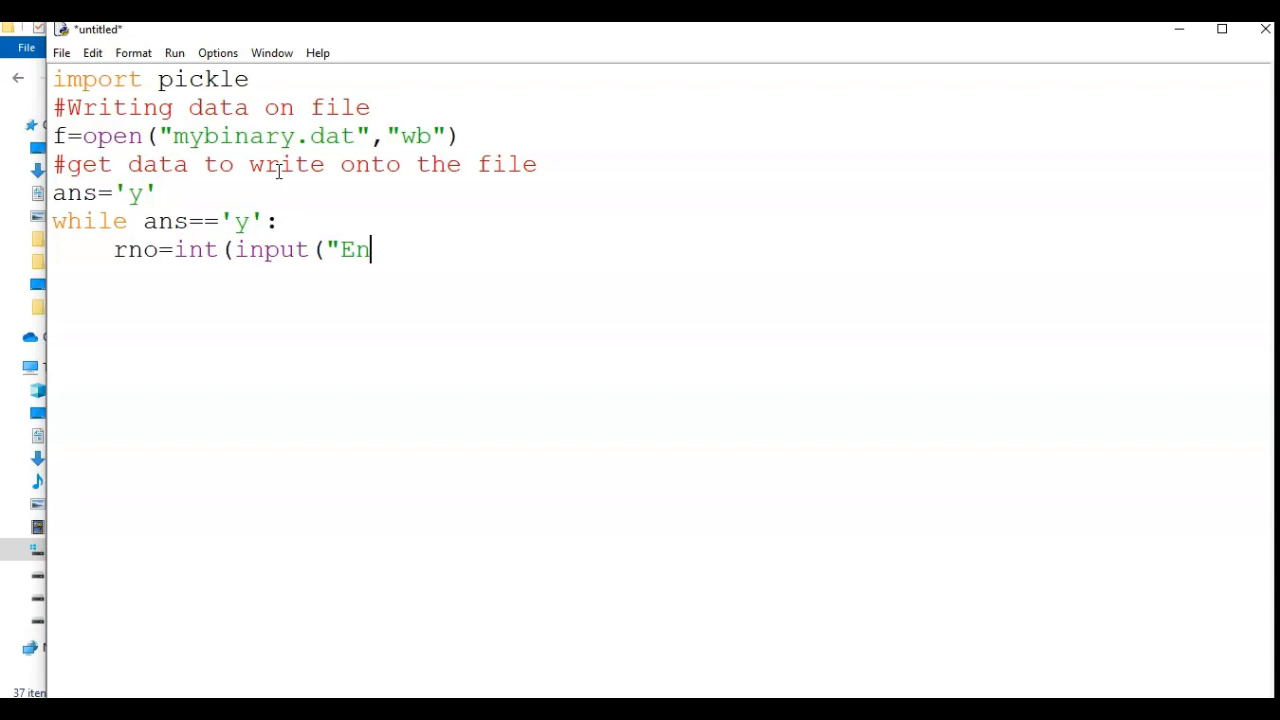 *untitled*
File
File Edit Format Run Options Window Help
import pickle
#Writing data on file
f=open("mybinary.dat","wb")
#get data to write onto the file
ans='y'
while ans=='y':
    rno=int(input("En
37 iten